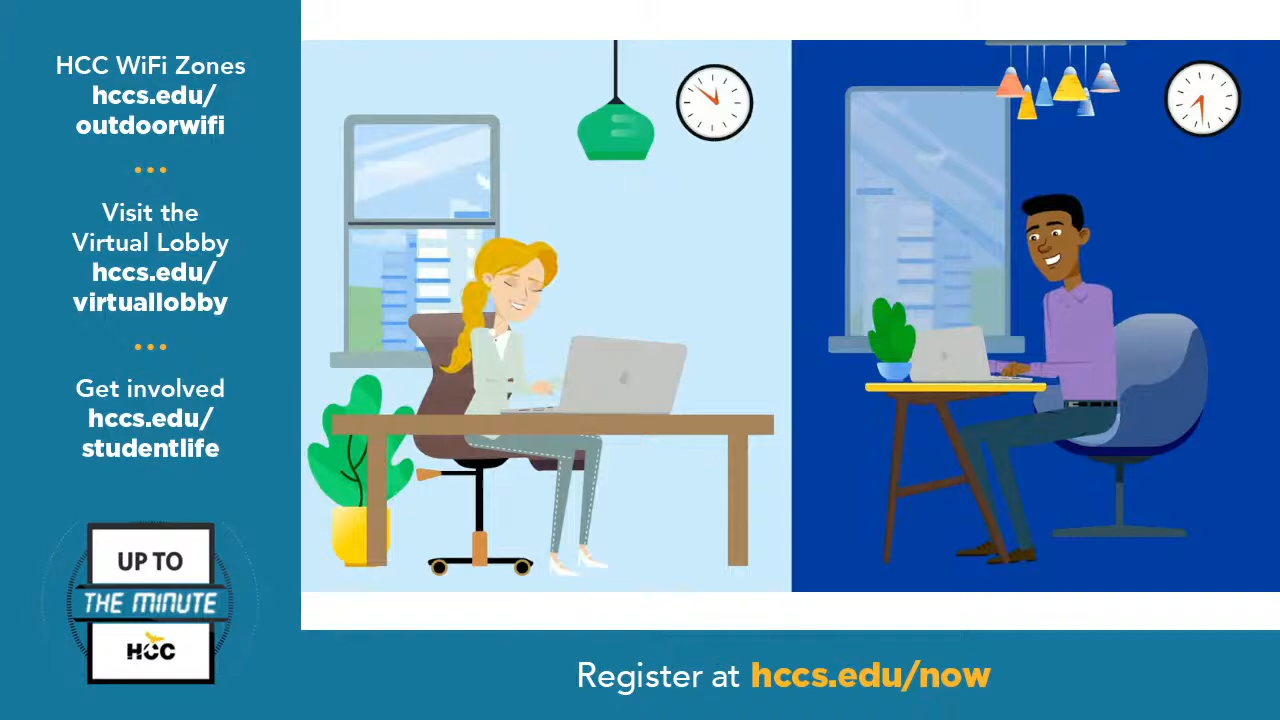 HCC WiFi Zones
hccs.edu/
outdoorwifi
Visit the
Virtual Lobby
hccs.edu/
virtuallobby
Get involved
hccs.edu/
studentlife
UP TO
THE MINUTE
HCC
Register at hccs.edu/now